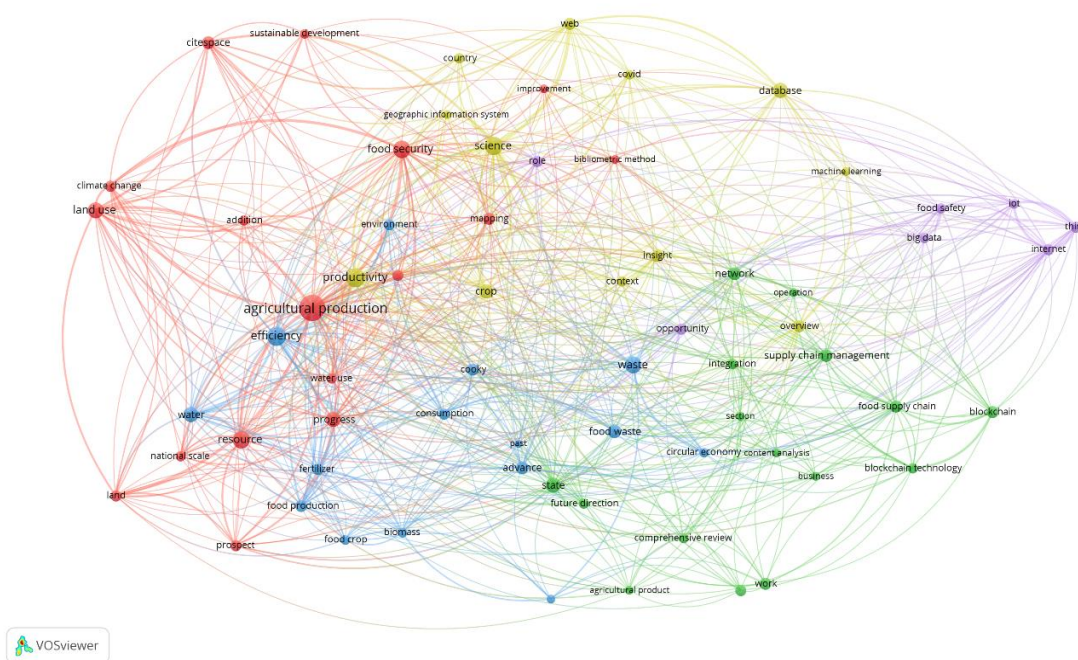 web
sustainable development
citespace
country
covid
improvement
database
geographic information system
science
food security
role
bibliometric method
machine learning
climate change
land use
iot
food safety
addition
mapping
environment
thin
big data
internet
insight
network
productivity
context
crop
operation
agricultural production
overview
opportunity
efficiency
supply chain management
integration
waste
cooky
water use
food supply chain
blockchain
water
consumption
section
progress
food waste
resource
past
circular economy
content analysis
national scale
fertilizer
advance
blockchain technology
business
state
land
future direction
food production
biomass
food crop
comprehensive review
prospect
work
agricultural product
VOSviewer